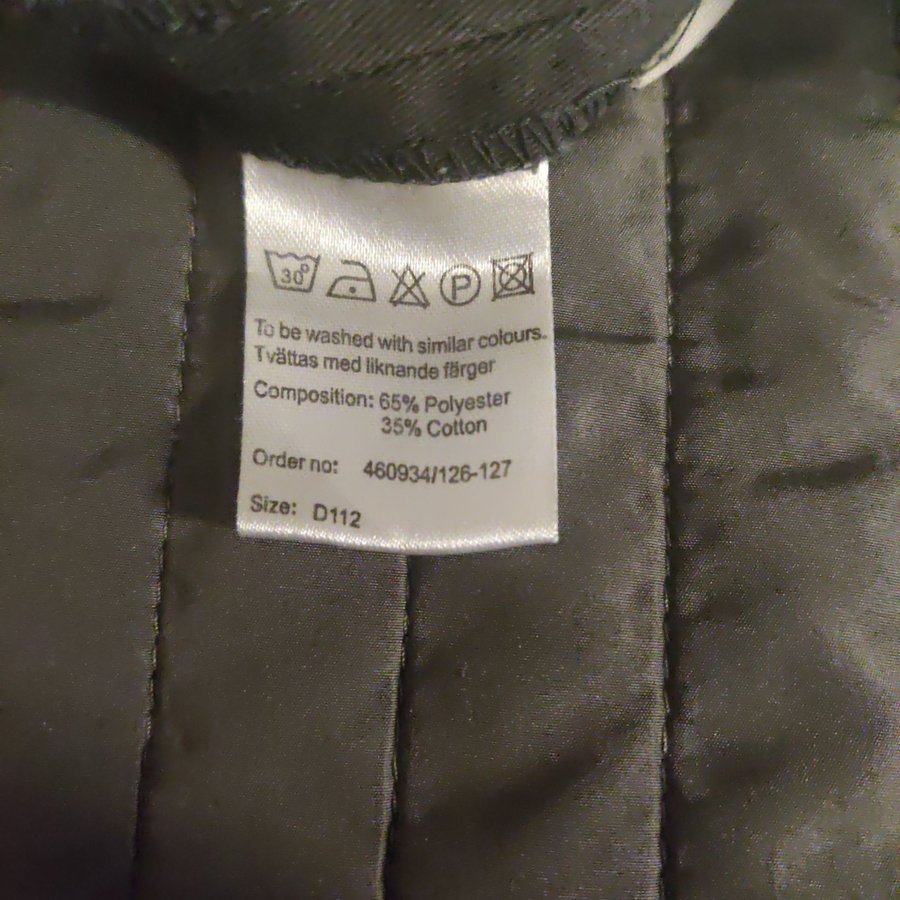 30°
P
To be washed with similar colours.
Tvättas med liknande färger
Composition: 65% Polyester
35% Cotton
Order no: 460934/126-127
Size: D112